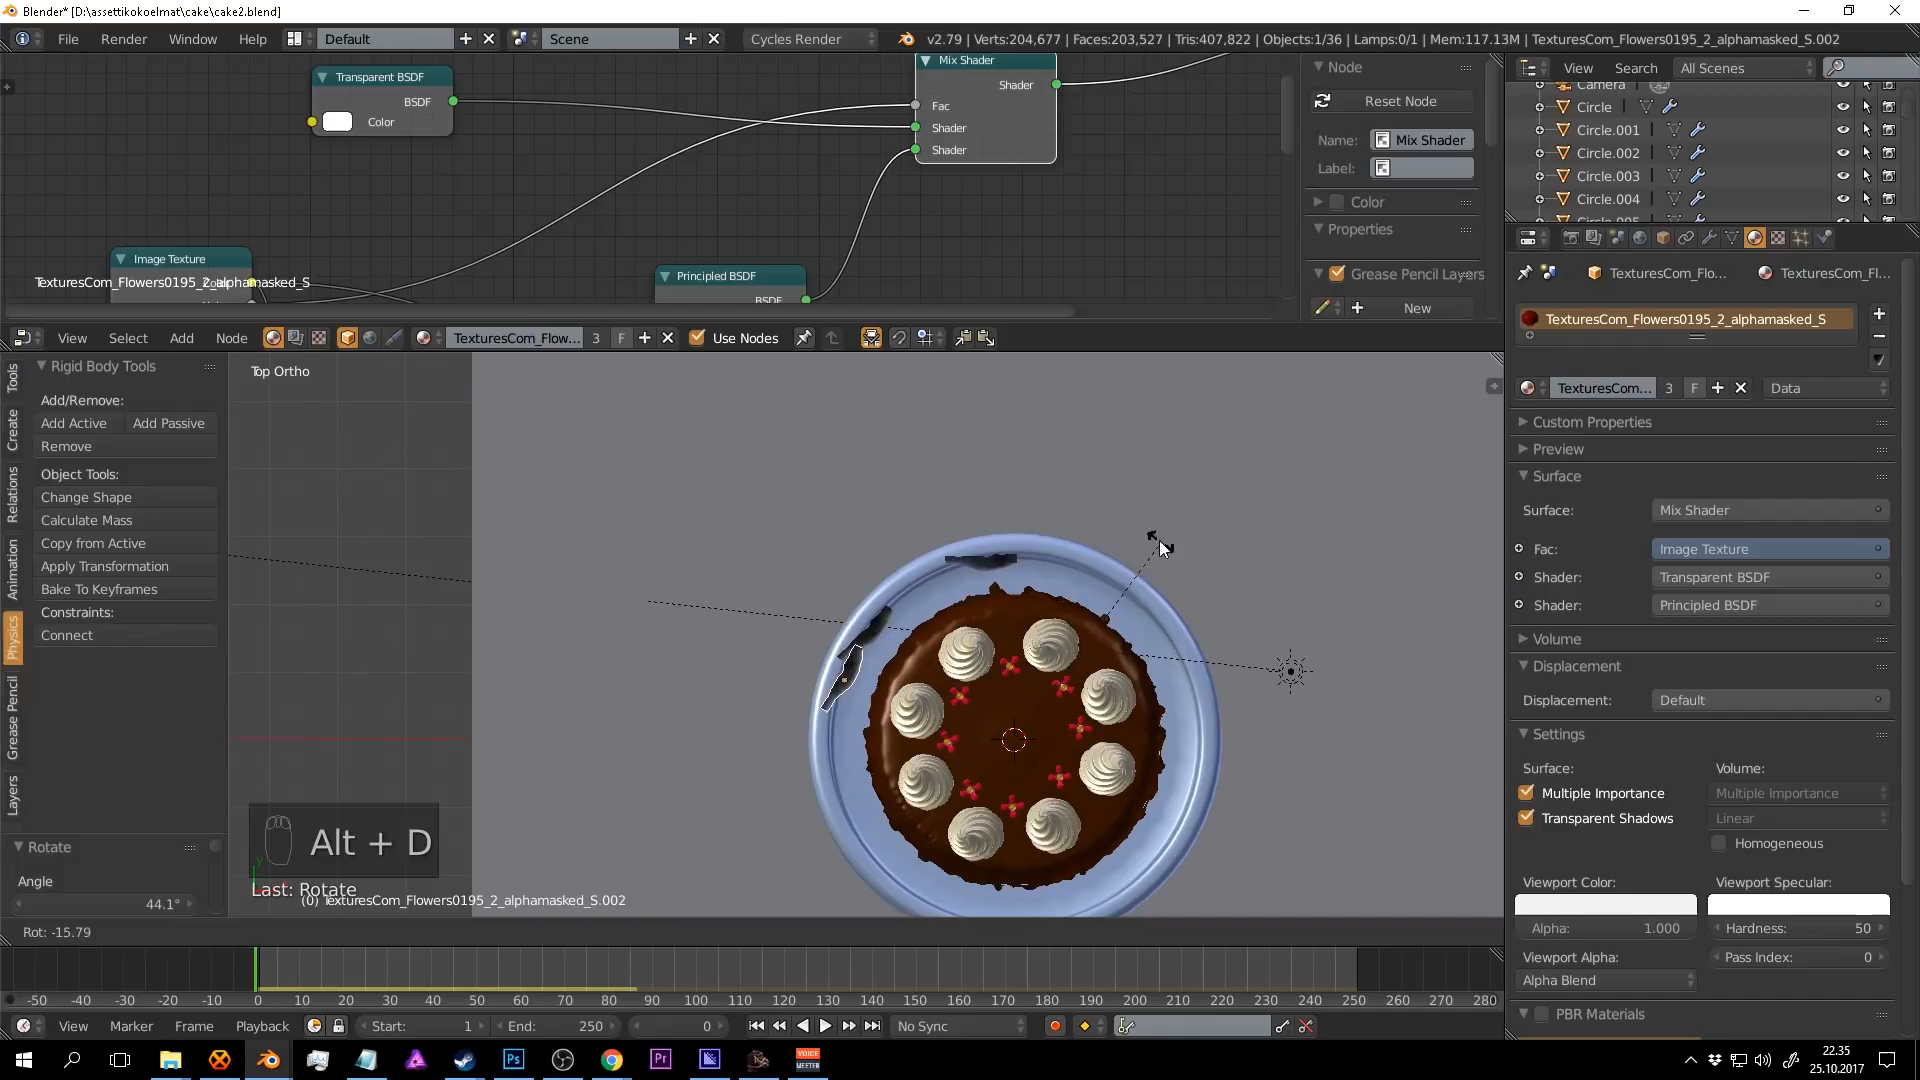 Blender* [D:\assettikokoelmat\cake\cake2.blend]
File Render Window Help Default Scene Cycles Render v2.79 | Verts:204,677 | Faces:203,527 | Tris:407,822 | Objects:1/36 | Lamps:0/1 | Mem:117.13M | TexturesCom_Flowers0195_2_alphamasked_S.002
Transparent BSDF
BSDF
Color
Mix Shader
Shader
Fac
Shader
Shader
Image Texture
TexturesCom_Flowers0195_2_alphamasked_S
Principled BSDF
BSDF
Node
Reset Node
Name: Mix Shader
Label:
Color
Properties
Grease Pencil Layers
New
View Search All Scenes
Camera
Circle
Circle.001
Circle.002
Circle.003
Circle.004
View Select Add Node TexturesCom_Flow... 3 F Use Nodes
Tools
Create
Relations
Animation
Physics
Grease Pencil
Layers
Rigid Body Tools
Add/Remove:
Add Active Add Passive
Remove
Object Tools:
Change Shape
Calculate Mass
Copy from Active
Apply Transformation
Bake To Keyframes
Constraints:
Connect
Rotate
Angle
44.1°
Top Ortho
Alt + D
Last: Rotate
(0) TexturesCom_Flowers0195_2_alphamasked_S.002
Rot: -15.79
TexturesCom_Flo... TexturesCom_Fl...
TexturesCom_Flowers0195_2_alphamasked_S
TexturesCom... 3 F Data
Custom Properties
Preview
Surface
Surface: Mix Shader
Fac: Image Texture
Shader: Transparent BSDF
Shader: Principled BSDF
Volume
Displacement
Displacement: Default
Settings
Surface: Volume:
Multiple Importance Multiple Importance
Transparent Shadows Linear
Homogeneous
Viewport Color: Viewport Specular:
Alpha: 1.000 Hardness: 50
Viewport Alpha: Pass Index: 0
Alpha Blend
PBR Materials
-50 -40 -30 -20 -10 0 10 20 30 40 50 60 70 80 90 100 110 120 130 140 150 160 170 180 190 200 210 220 230 240 250 260 270 280
View Marker Frame Playback Start: 1 End: 250 0 No Sync
Ps Pr VOICE MEETER
22.35
25.10.2017